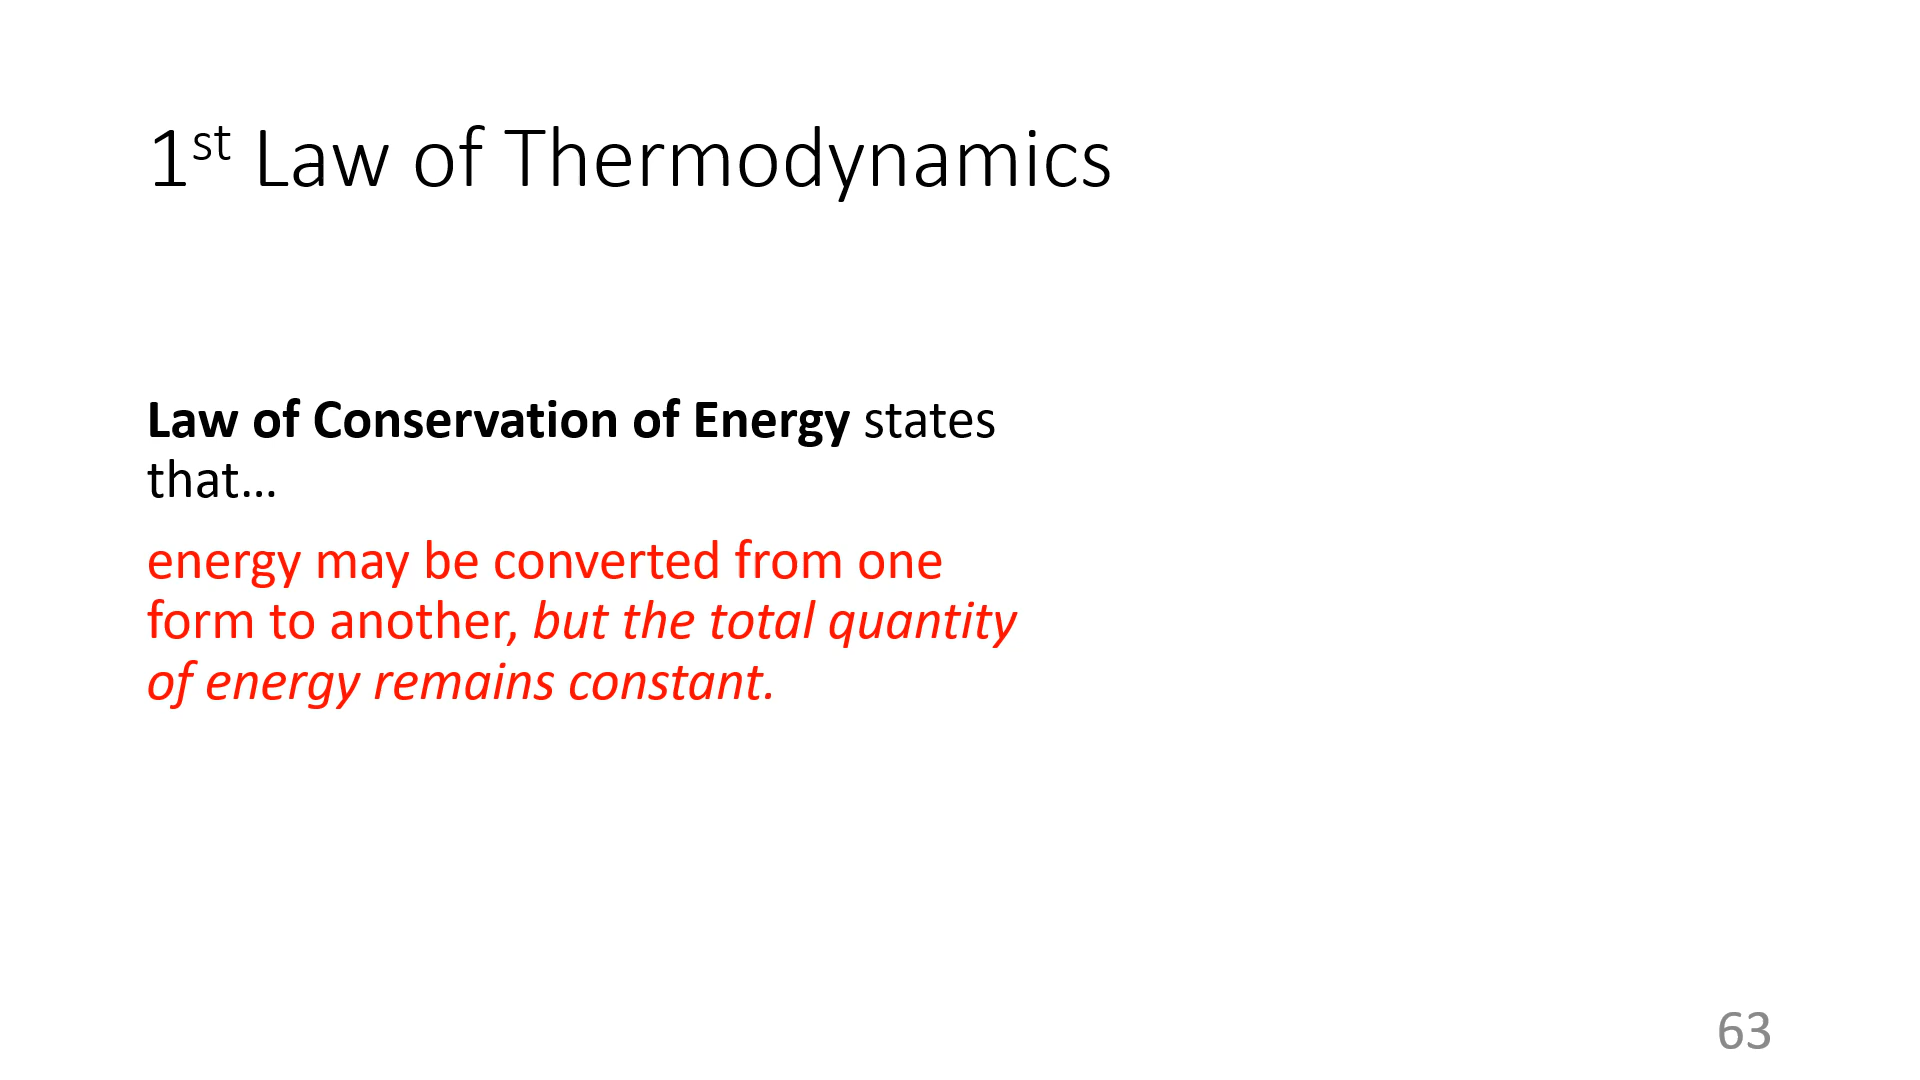 1st Law of Thermodynamics
Law of Conservation of Energy states
that...
energy may be converted from one
form to another, but the total quantity
of energy remains constant.
63